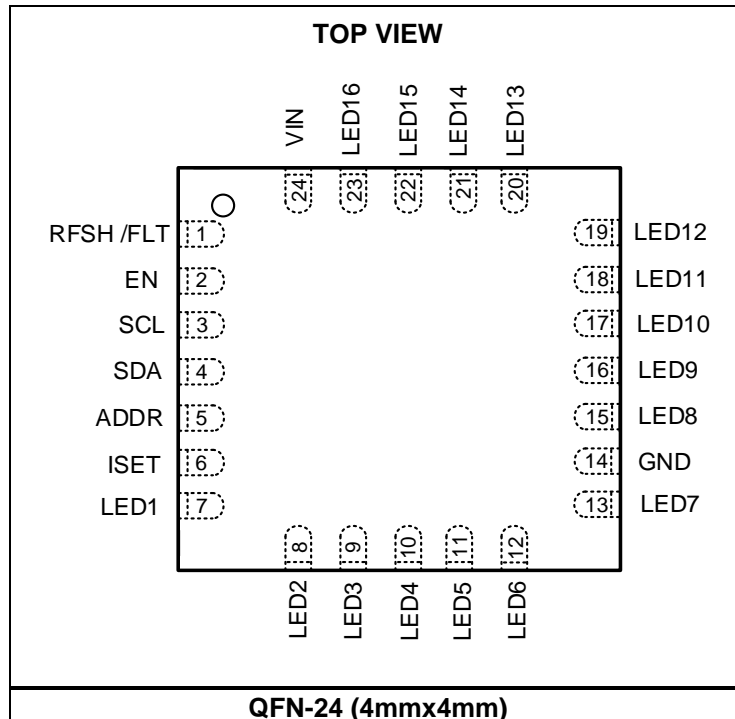 TOP VIEW
VIN
LED16
LED15
LED14
LED13
24
23
22
21
20
RFSH /FLT 1
EN 2
SCL 3
SDA 4
ADDR 5
ISET 6
LED1 7
19 LED12
18 LED11
17 LED10
16 LED9
15 LED8
14 GND
13 LED7
8
9
10
11
12
LED2
LED3
LED4
LED5
LED6
QFN-24 (4mmx4mm)